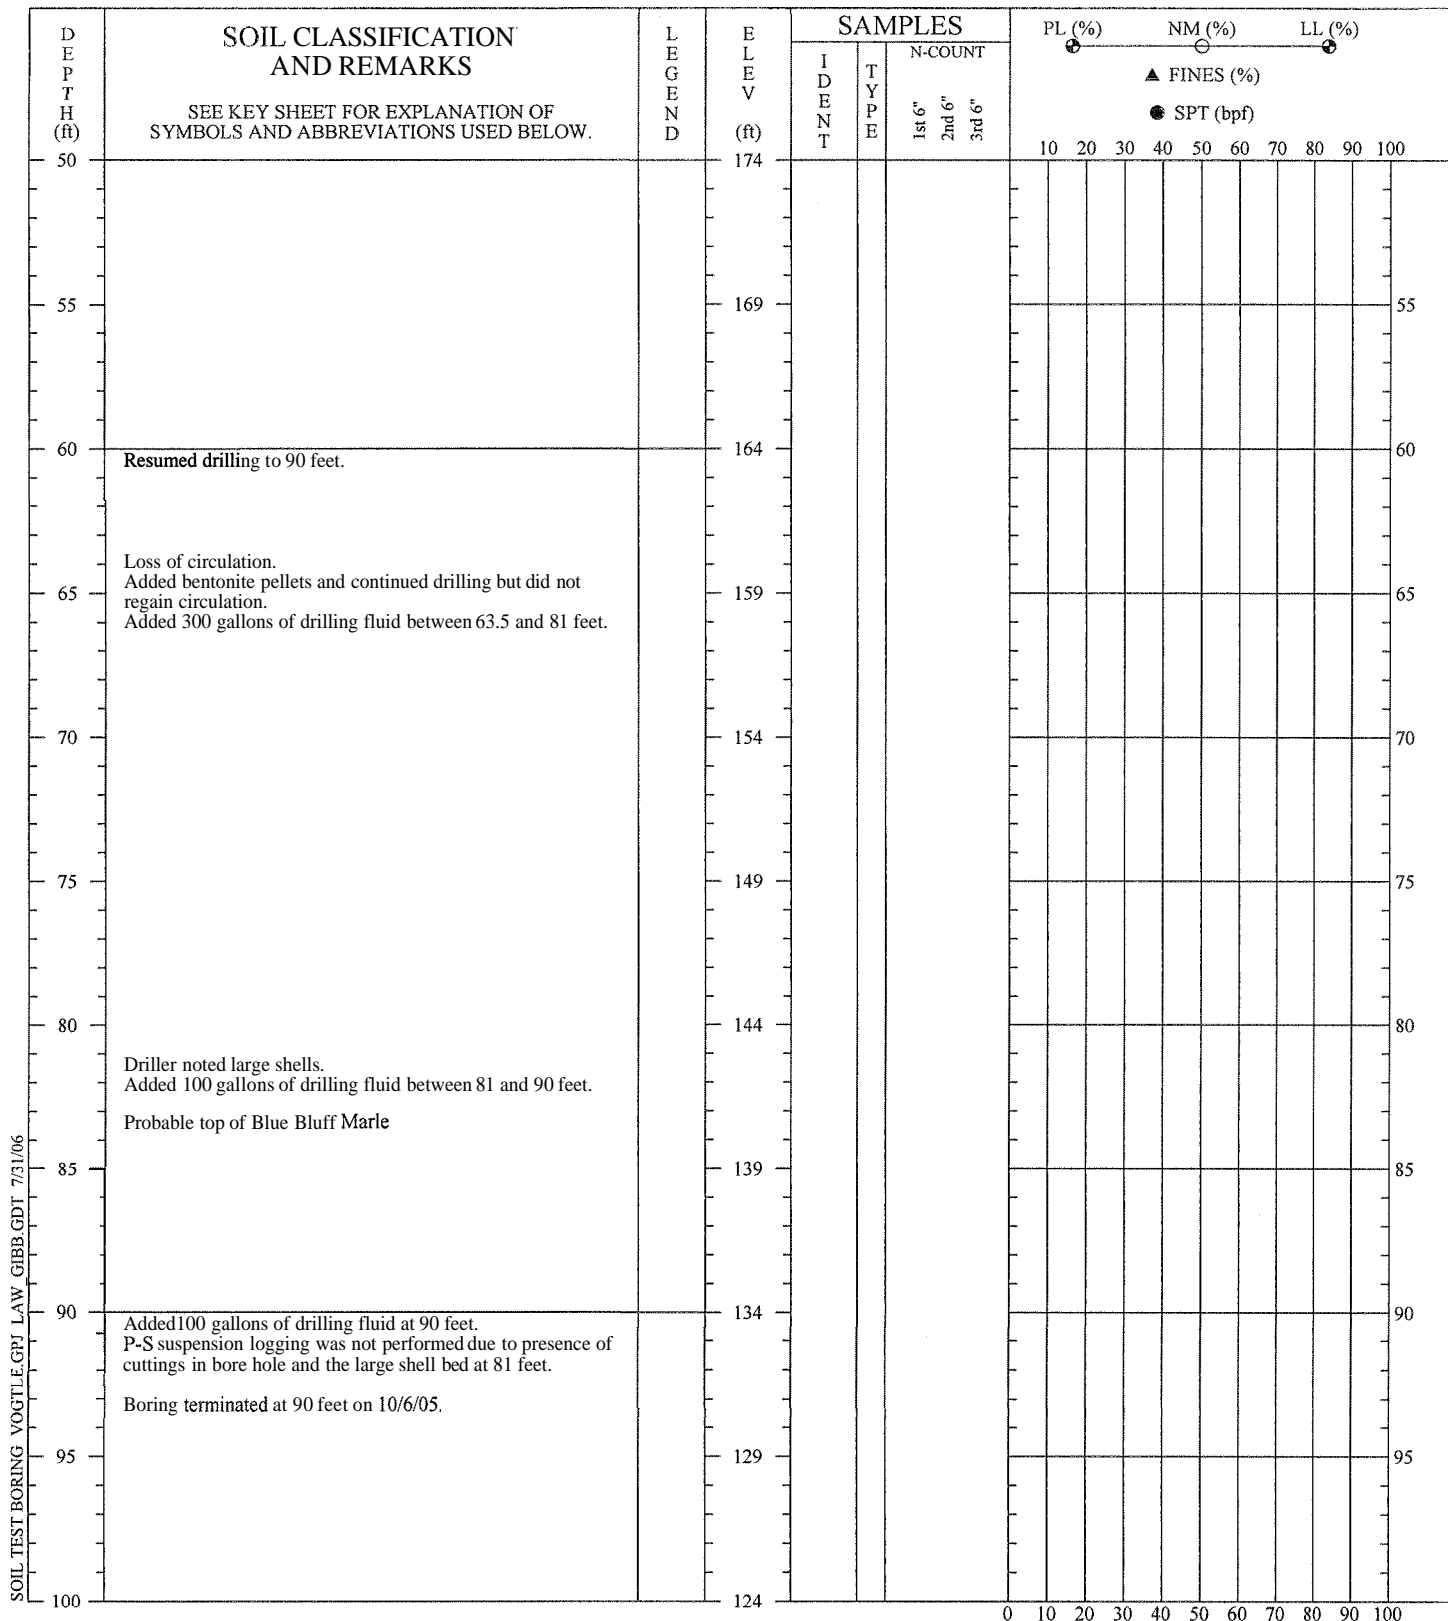 DEPTH (ft)
SOIL CLASSIFICATION
AND REMARKS
SEE KEY SHEET FOR EXPLANATION OF
SYMBOLS AND ABBREVIATIONS USED BELOW.
LEGEND
ELEV (ft)
SAMPLES
IDENT
TYPE
N-COUNT
1st 6"
2nd 6"
3rd 6"
PL (%) NM (%) LL (%)
▲ FINES (%)
● SPT (bpf)
10 20 30 40 50 60 70 80 90 100
50 174
55 169 55
60 164 60
Resumed drilling to 90 feet.
Loss of circulation.
Added bentonite pellets and continued drilling but did not
65 159 65
regain circulation.
Added 300 gallons of drilling fluid between 63.5 and 81 feet.
70 154 70
75 149 75
80 144 80
Driller noted large shells.
Added 100 gallons of drilling fluid between 81 and 90 feet.
Probable top of Blue Bluff Marle
85 139 85
90 134 90
Added100 gallons of drilling fluid at 90 feet.
P-S suspension logging was not performed due to presence of
cuttings in bore hole and the large shell bed at 81 feet.
Boring terminated at 90 feet on 10/6/05.
95 129 95
100 124
0 10 20 30 40 50 60 70 80 90 100
SOIL TEST BORING VOGTLE.GPJ LAW_GIBB.GDT 7/31/06